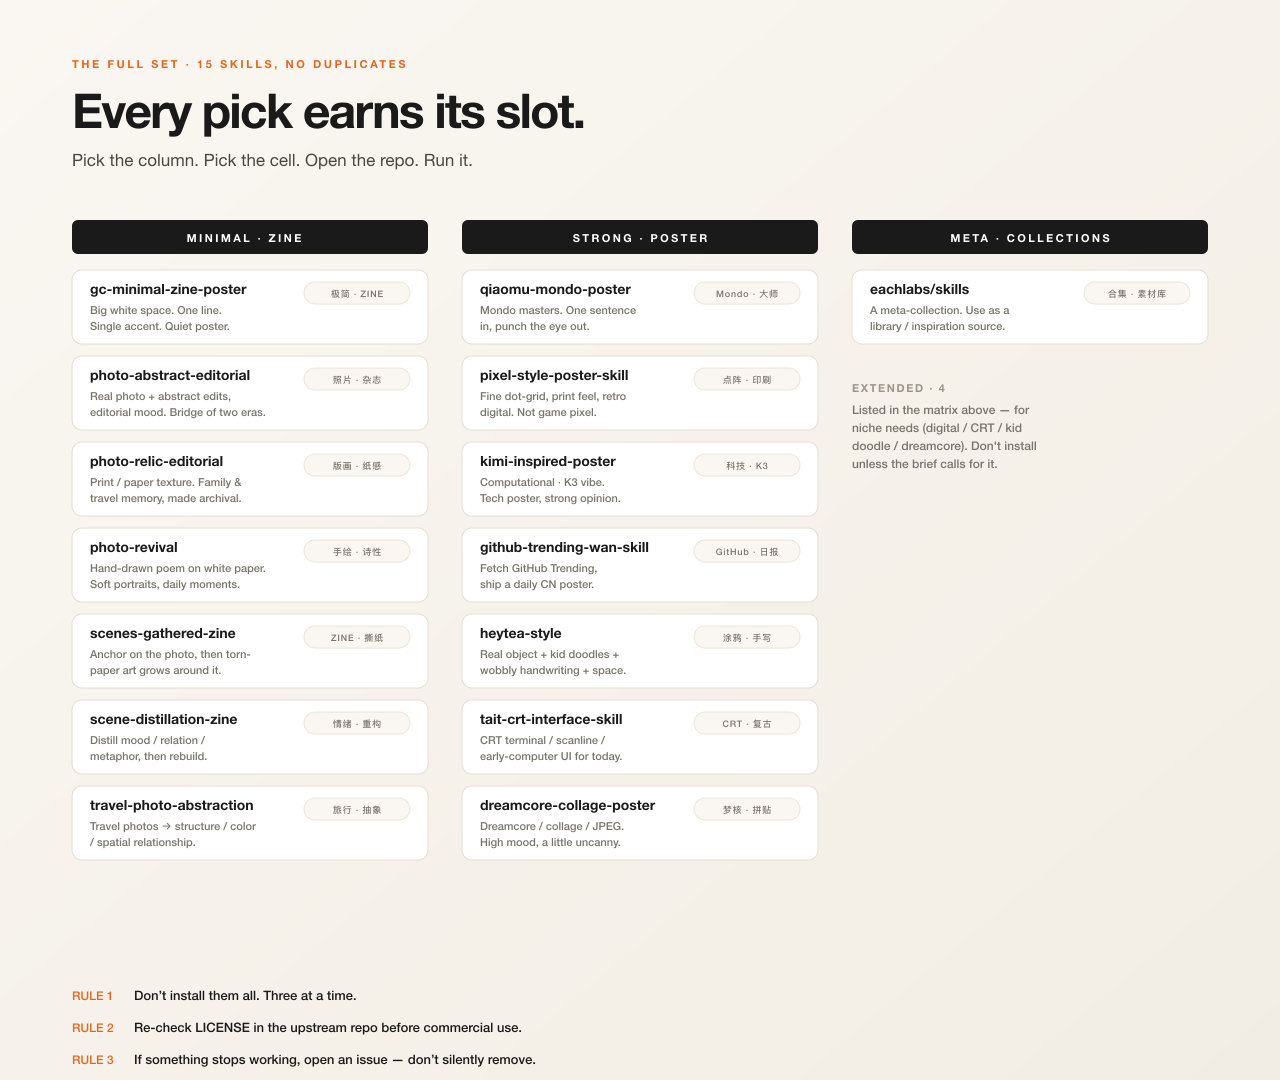 THE FULL SET · 15 SKILLS, NO DUPLICATES
Every pick earns its slot.
Pick the column. Pick the cell. Open the repo. Run it.
MINIMAL · ZINE
gc-minimal-zine-poster
极简 · ZINE
Big white space. One line.
Single accent. Quiet poster.
photo-abstract-editorial
照片 · 杂志
Real photo + abstract edits,
editorial mood. Bridge of two eras.
photo-relic-editorial
版画 · 纸感
Print / paper texture. Family &
travel memory, made archival.
photo-revival
手绘 · 诗性
Hand-drawn poem on white paper.
Soft portraits, daily moments.
scenes-gathered-zine
ZINE · 撕纸
Anchor on the photo, then torn-
paper art grows around it.
scene-distillation-zine
情绪 · 重构
Distill mood / relation /
metaphor, then rebuild.
travel-photo-abstraction
旅行 · 抽象
Travel photos → structure / color
/ spatial relationship.
STRONG · POSTER
qiaomu-mondo-poster
Mondo · 大师
Mondo masters. One sentence
in, punch the eye out.
pixel-style-poster-skill
点阵 · 印刷
Fine dot-grid, print feel, retro
digital. Not game pixel.
kimi-inspired-poster
科技 · K3
Computational · K3 vibe.
Tech poster, strong opinion.
github-trending-wan-skill
GitHub · 日报
Fetch GitHub Trending,
ship a daily CN poster.
heytea-style
涂鸦 · 手写
Real object + kid doodles +
wobbly handwriting + space.
tait-crt-interface-skill
CRT · 复古
CRT terminal / scanline /
early-computer UI for today.
dreamcore-collage-poster
梦核 · 拼贴
Dreamcore / collage / JPEG.
High mood, a little uncanny.
META · COLLECTIONS
eachlabs/skills
合集 · 素材库
A meta-collection. Use as a
library / inspiration source.
EXTENDED · 4
Listed in the matrix above — for
niche needs (digital / CRT / kid
doodle / dreamcore). Don't install
unless the brief calls for it.
RULE 1 Don’t install them all. Three at a time.
RULE 2 Re-check LICENSE in the upstream repo before commercial use.
RULE 3 If something stops working, open an issue — don’t silently remove.